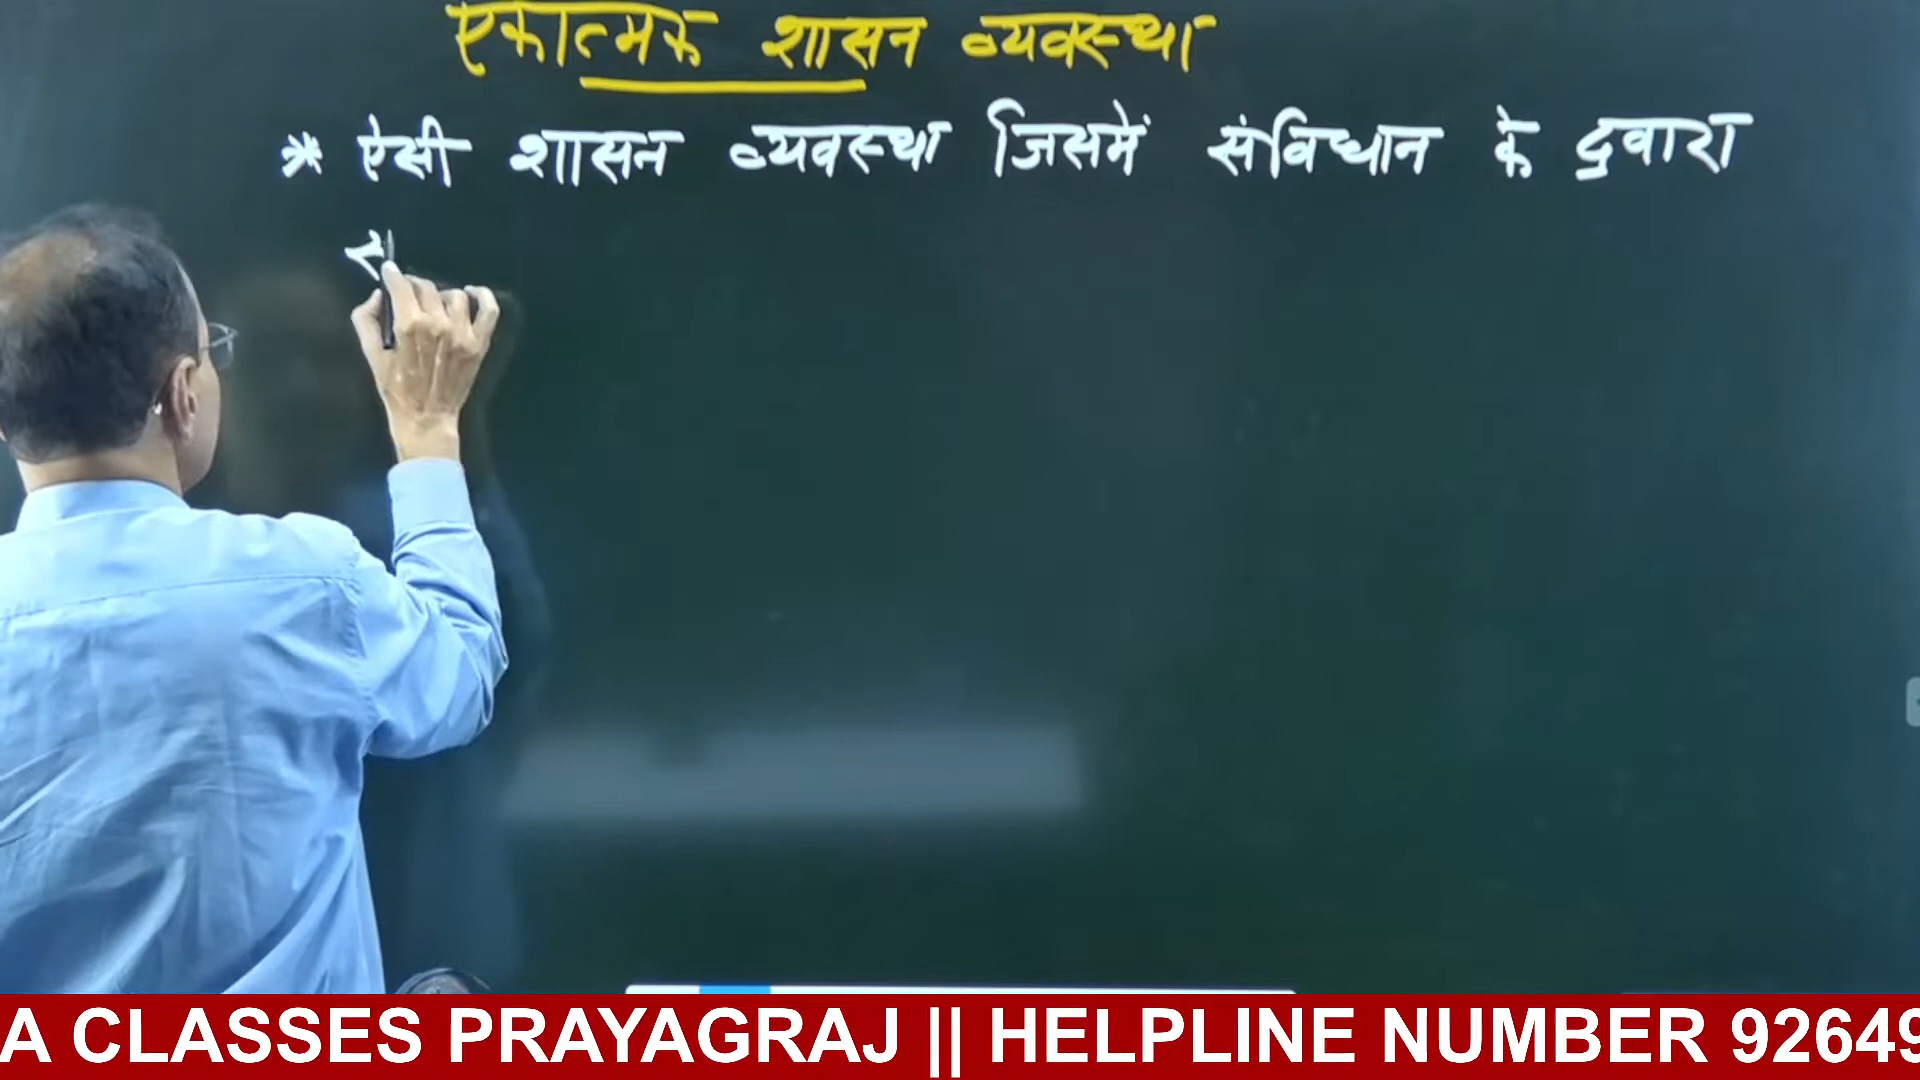 एकात्मक शासन व्यवस्था
* ऐसी शासन व्यवस्था जिसमें संविधान के द्वारा
A CLASSES PRAYAGRAJ || HELPLINE NUMBER 92649